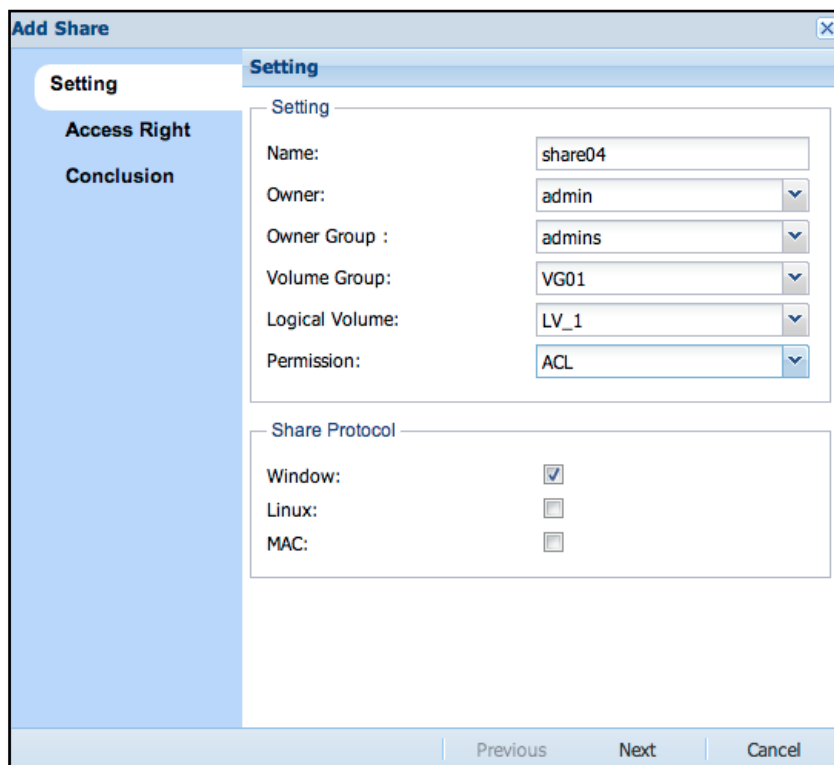 Add Share
Setting
Access Right
Conclusion
Setting
Setting
Name: share04
Owner: admin
Owner Group : admins
Volume Group: VG01
Logical Volume: LV_1
Permission: ACL
Share Protocol
Window:
Linux:
MAC:
Previous Next Cancel